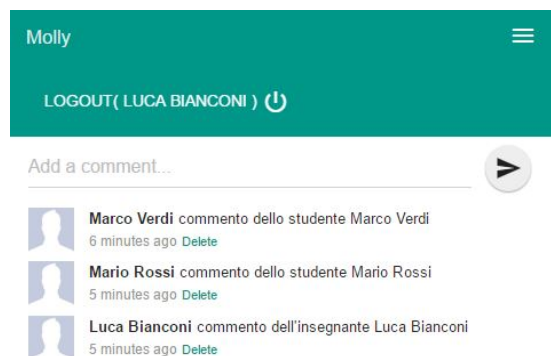 Molly
LOGOUT( LUCA BIANCONI )
Add a comment...
Marco Verdi commento dello studente Marco Verdi
6 minutes ago Delete
Mario Rossi commento dello studente Mario Rossi
5 minutes ago Delete
Luca Bianconi commento dell'insegnante Luca Bianconi
5 minutes ago Delete